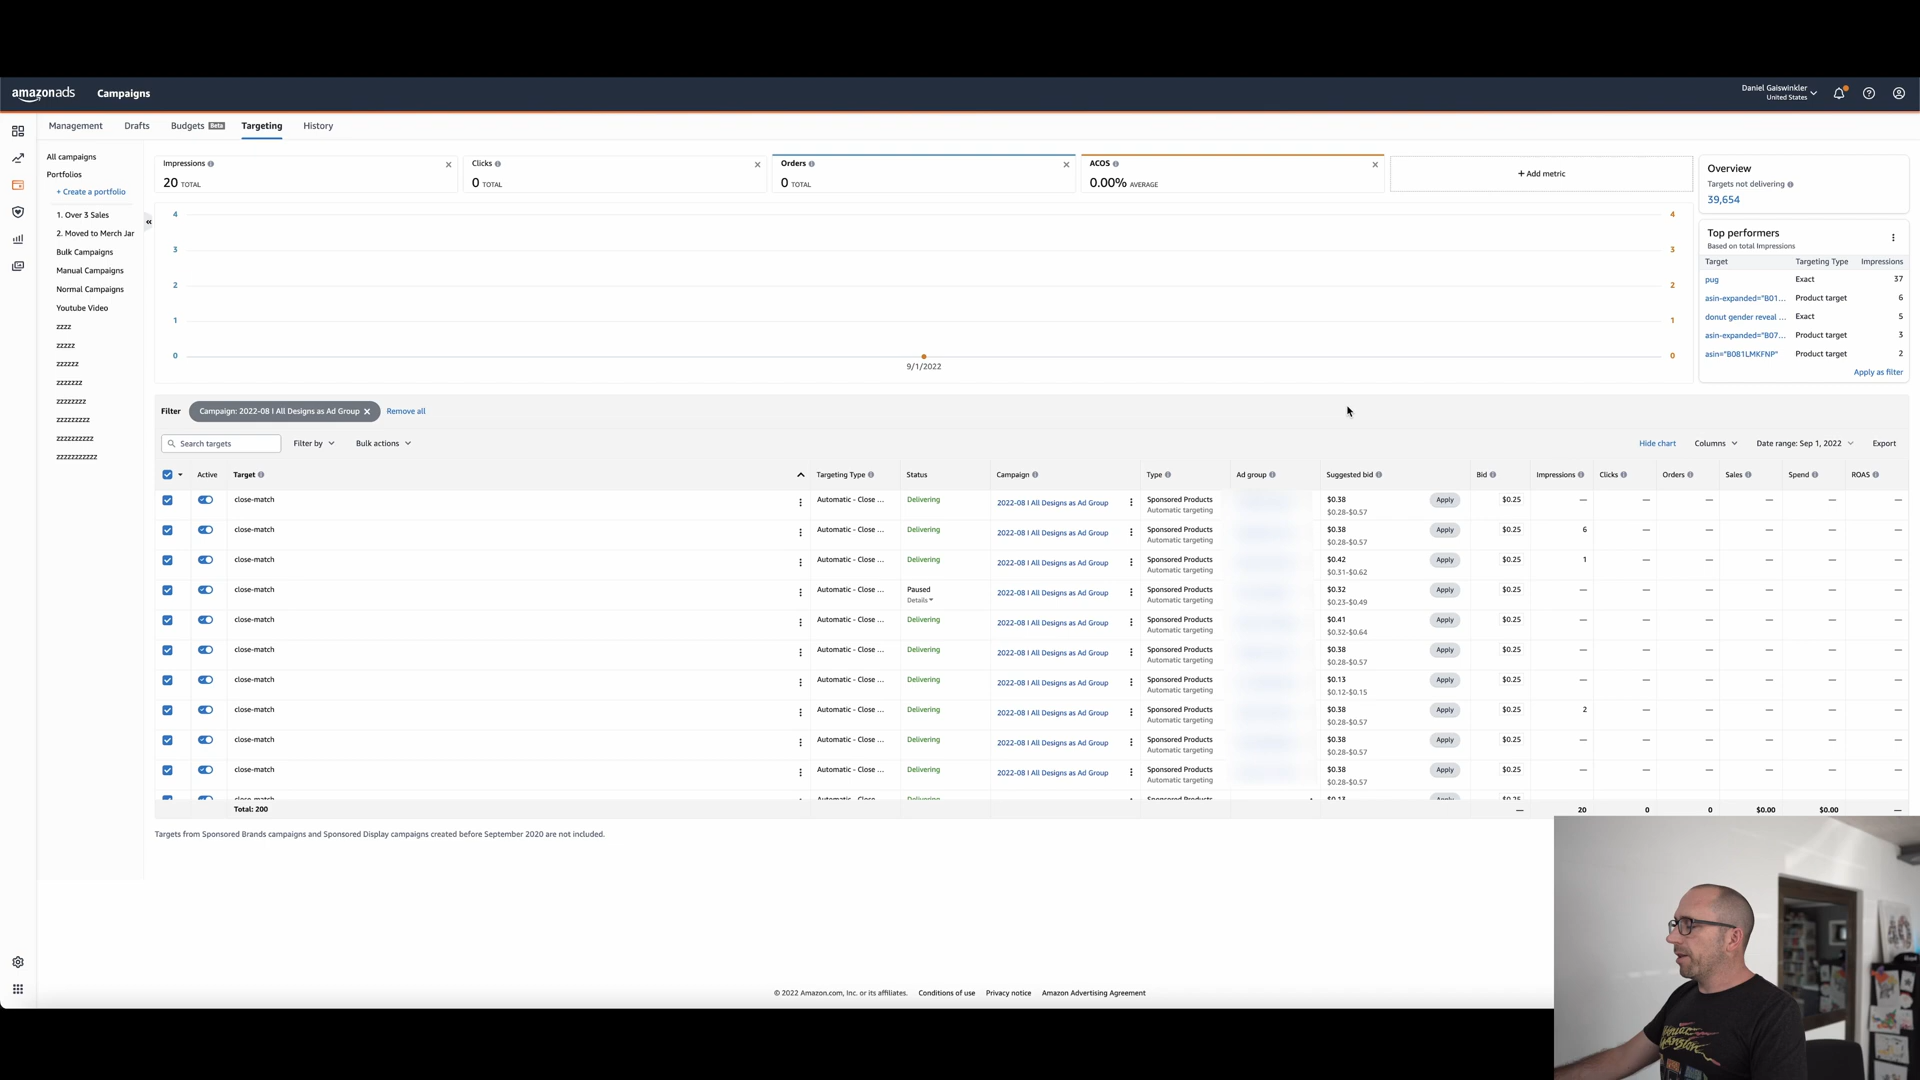 amazonads Campaigns Daniel Gaiswinkler
United States
Management Drafts Budgets Beta Targeting History
All campaigns
Portfolios
+ Create a portfolio
1. Over 3 Sales
2. Moved to Merch Jar
Bulk Campaigns
Manual Campaigns
Normal Campaigns
Youtube Video
zzzz
zzzzz
zzzzzz
zzzzzzz
zzzzzzzz
zzzzzzzzz
zzzzzzzzzz
zzzzzzzzzzz
Impressions Clicks Orders ACOS
20 TOTAL 0 TOTAL 0 TOTAL 0.00% AVERAGE
+ Add metric
4 4
3 3
2 2
1 1
0 0
9/1/2022
Overview
Targets not delivering
39,654
Top performers
Based on total Impressions
Target Targeting Type Impressions
pug Exact 37
asin-expanded="B01... Product target 6
donut gender reveal ... Exact 5
asin-expanded="B07... Product target 3
asin="B081LMKFNP" Product target 2
Apply as filter
Filter Campaign: 2022-08 | All Designs as Ad Group Remove all
Search targets Filter by Bulk actions Hide chart Columns Date range: Sep 1, 2022 Export
Active Target Targeting Type Status Campaign Type Ad group Suggested bid Bid Impressions Clicks Orders Sales Spend ROAS
close-match Automatic - Close ... Delivering 2022-08 | All Designs as Ad Group Sponsored Products $0.38 Apply $0.25 — — — — — —
Automatic targeting $0.28-$0.57
close-match Automatic - Close ... Delivering 2022-08 | All Designs as Ad Group Sponsored Products $0.38 Apply $0.25 6 — — — — —
Automatic targeting $0.28-$0.57
close-match Automatic - Close ... Delivering 2022-08 | All Designs as Ad Group Sponsored Products $0.42 Apply $0.25 1 — — — — —
Automatic targeting $0.31-$0.62
close-match Automatic - Close ... Paused 2022-08 | All Designs as Ad Group Sponsored Products $0.32 Apply $0.25 — — — — — —
Details Automatic targeting $0.23-$0.49
close-match Automatic - Close ... Delivering 2022-08 | All Designs as Ad Group Sponsored Products $0.41 Apply $0.25 — — — — — —
Automatic targeting $0.32-$0.64
close-match Automatic - Close ... Delivering 2022-08 | All Designs as Ad Group Sponsored Products $0.38 Apply $0.25 — — — — — —
Automatic targeting $0.28-$0.57
close-match Automatic - Close ... Delivering 2022-08 | All Designs as Ad Group Sponsored Products $0.13 Apply $0.25 — — — — — —
Automatic targeting $0.12-$0.15
close-match Automatic - Close ... Delivering 2022-08 | All Designs as Ad Group Sponsored Products $0.38 Apply $0.25 2 — — — — —
Automatic targeting $0.28-$0.57
close-match Automatic - Close ... Delivering 2022-08 | All Designs as Ad Group Sponsored Products $0.38 Apply $0.25 — — — — — —
Automatic targeting $0.28-$0.57
close-match Automatic - Close ... Delivering 2022-08 | All Designs as Ad Group Sponsored Products $0.38 Apply $0.25 — — — — — —
Automatic targeting $0.28-$0.57
Total: 200 — 20 0 0 $0.00 $0.00 —
Targets from Sponsored Brands campaigns and Sponsored Display campaigns created before September 2020 are not included.
© 2022 Amazon.com, Inc. or its affiliates. Conditions of use Privacy notice Amazon Advertising Agreement